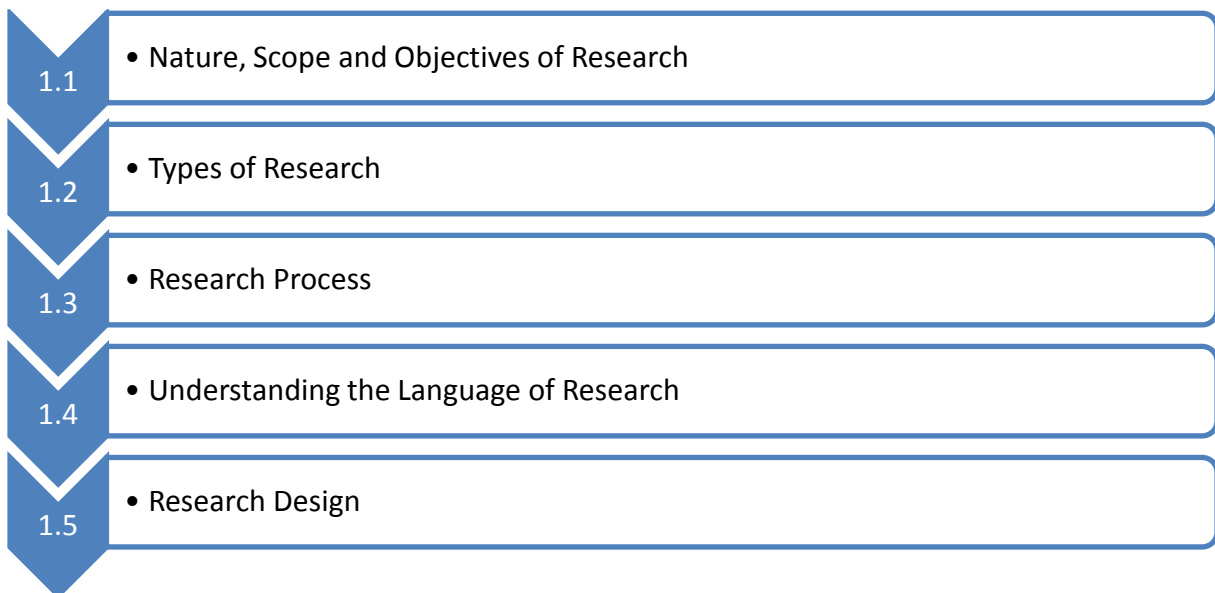 1.1
• Nature, Scope and Objectives of Research
1.2
• Types of Research
1.3
• Research Process
1.4
• Understanding the Language of Research
1.5
• Research Design